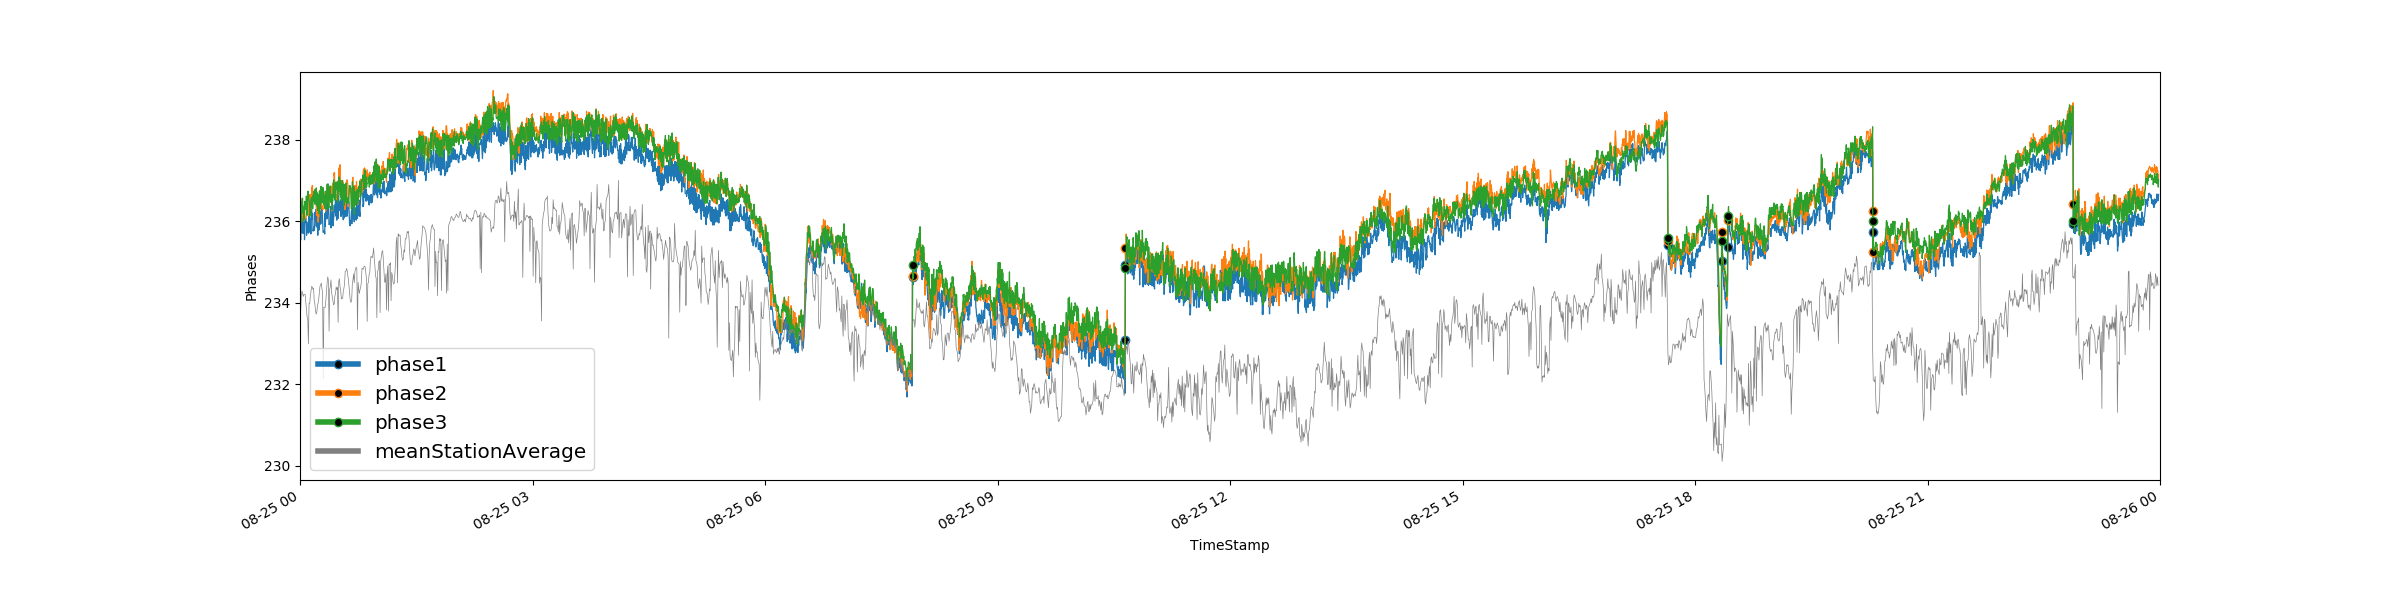 238
236
234
232
230
Phases
phase1
phase2
phase3
meanStationAverage
08-25 00
08-25 03
08-25 06
08-25 09
08-25 12
08-25 15
08-25 18
08-25 21
08-26 00
TimeStamp